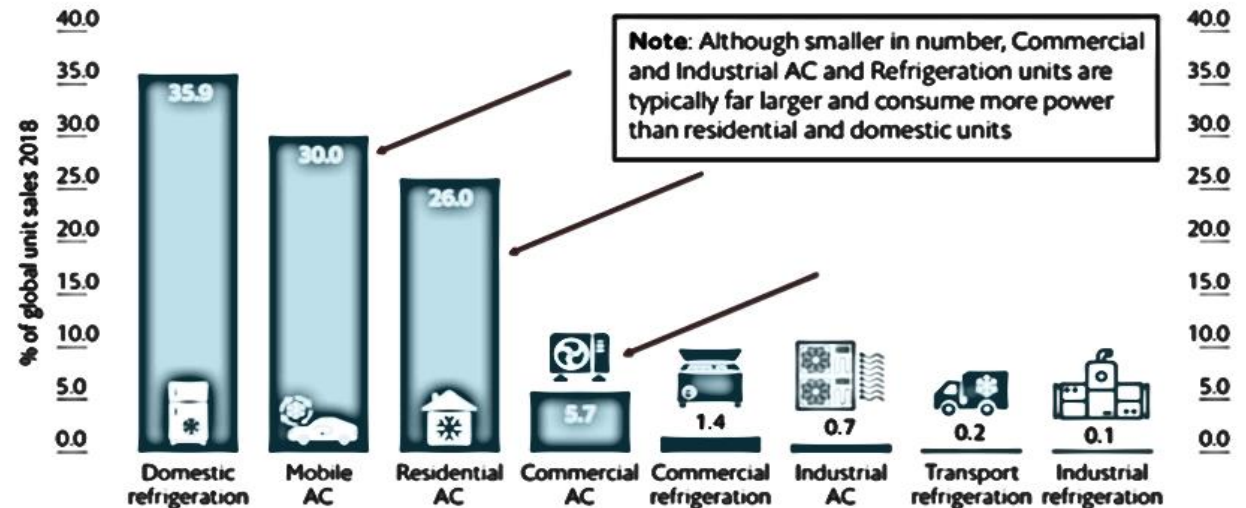 40.0
35.0
30.0
25.0
20.0
15.0
10.0
5.0
0.0
% of global unit sales 2018
Note: Although smaller in number, Commercial
and Industrial AC and Refrigeration units are
typically far larger and consume more power
than residential and domestic units
40.0
35.0
30.0
25.0
20.0
15.0
10.0
5.0
0.0
35.9
30.0
26.0
5.7
1.4
0.7
0.2
0.1
Domestic
refrigeration
Mobile
AC
Residential
AC
Commercial
AC
Commercial
refrigeration
Industrial
AC
Transport
refrigeration
Industrial
refrigeration